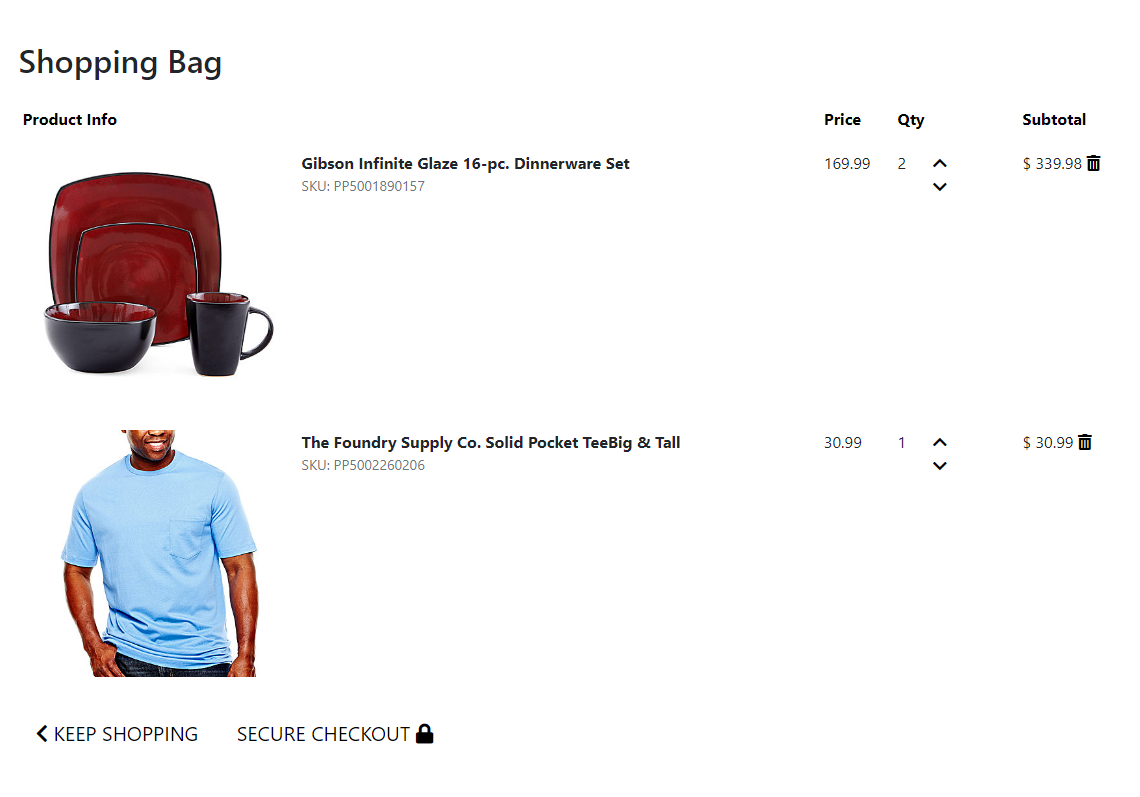 Shopping Bag
Product Info Price Qty Subtotal
Gibson Infinite Glaze 16-pc. Dinnerware Set 169.99 2 $ 339.98
SKU: PP5001890157
The Foundry Supply Co. Solid Pocket TeeBig & Tall 30.99 1 $ 30.99
SKU: PP5002260206
KEEP SHOPPING SECURE CHECKOUT